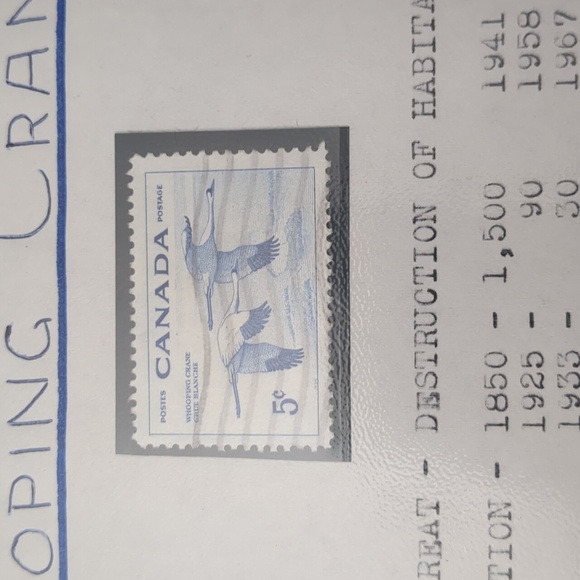 OPING CRAN
POSTES CANADA POSTAGE
WHOOPING CRANE
GRUE BLANCHE
5¢
REAT - DESTRUCTION OF HABITA
TION - 1850 - 1,500 1941
1925 - 90 1958
1933 - 30 1967